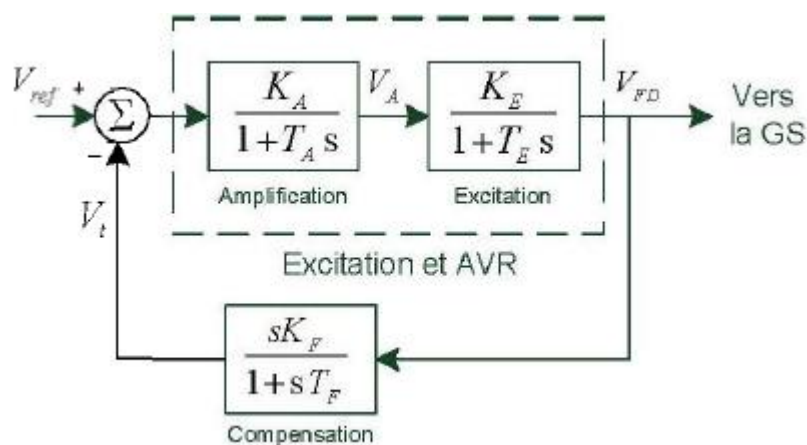 V_ref
+
Σ
−
K_A
1+T_A s
Amplification
V_A
K_E
1+T_E s
Excitation
V_FD
Vers
la GS
V_t
Excitation et AVR
sK_F
1+s T_F
Compensation